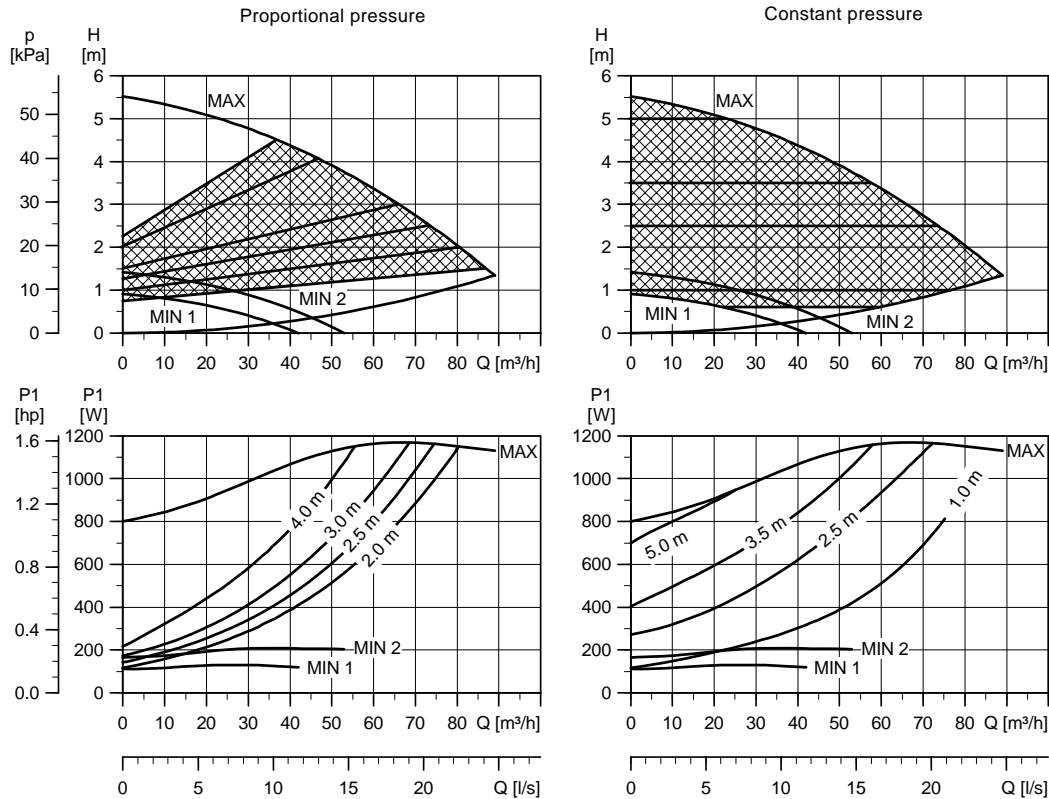 Proportional pressure
Constant pressure
p
[kPa]
H
[m]
H
[m]
6
5
4
3
2
1
0
50
40
30
20
10
0
MAX
MIN 1
MIN 2
0 10 20 30 40 50 60 70 80 Q [m³/h]
6
5
4
3
2
1
0
MAX
MIN 1
MIN 2
0 10 20 30 40 50 60 70 80 Q [m³/h]
P1
[hp]
P1
[W]
P1
[W]
1.6
1.2
0.8
0.4
0.0
1200
1000
800
600
400
200
0
MAX
4.0 m
3.0 m
2.5 m
2.0 m
MIN 2
MIN 1
0 10 20 30 40 50 60 70 80 Q [m³/h]
1200
1000
800
600
400
200
0
MAX
5.0 m
3.5 m
2.5 m
1.0 m
MIN 2
MIN 1
0 10 20 30 40 50 60 70 80 Q [m³/h]
0 5 10 15 20 Q [l/s]
0 5 10 15 20 Q [l/s]